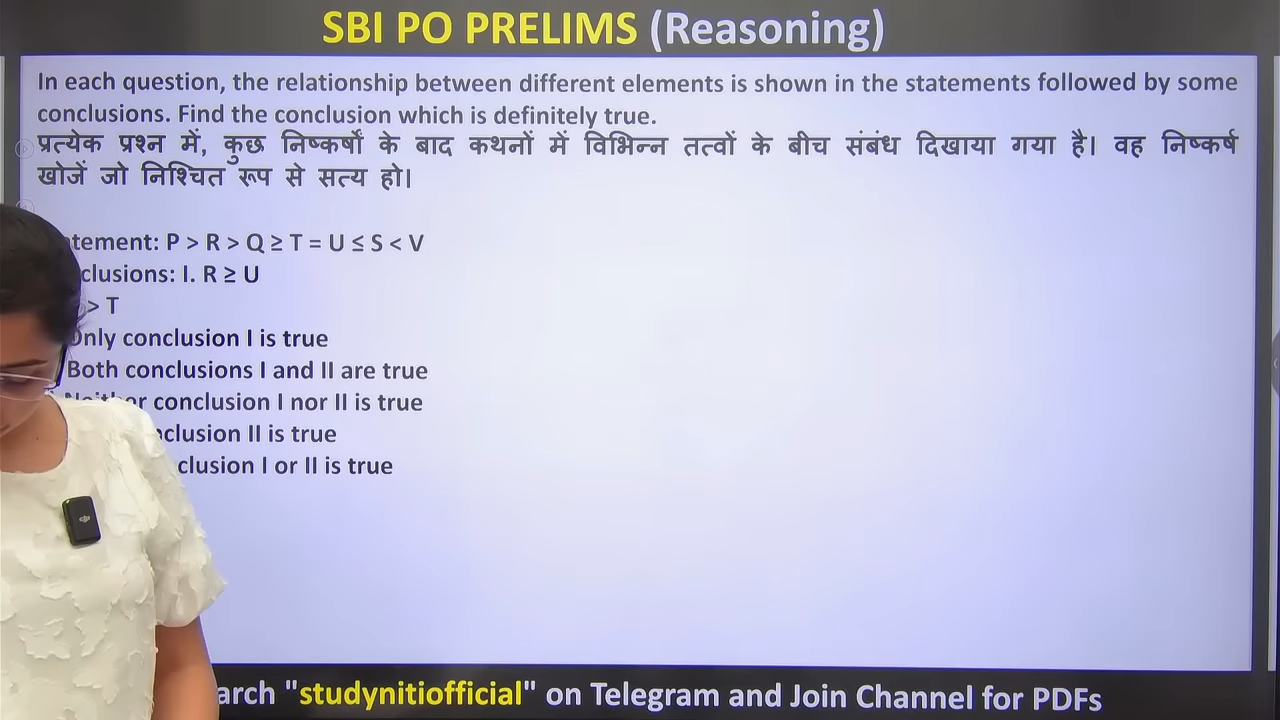 SBI PO PRELIMS (Reasoning)
In each question, the relationship between different elements is shown in the statements followed by some
conclusions. Find the conclusion which is definitely true.
प्रत्येक प्रश्न में, कुछ निष्कर्षों के बाद कथनों में विभिन्न तत्वों के बीच संबंध दिखाया गया है। वह निष्कर्ष
खोजें जो निश्चित रूप से सत्य हो।
tement: P > R > Q ≥ T = U ≤ S < V
clusions: I. R ≥ U
> T
Only conclusion I is true
Both conclusions I and II are true
Neither conclusion I nor II is true
nclusion II is true
clusion I or II is true
arch "studynitiofficial" on Telegram and Join Channel for PDFs